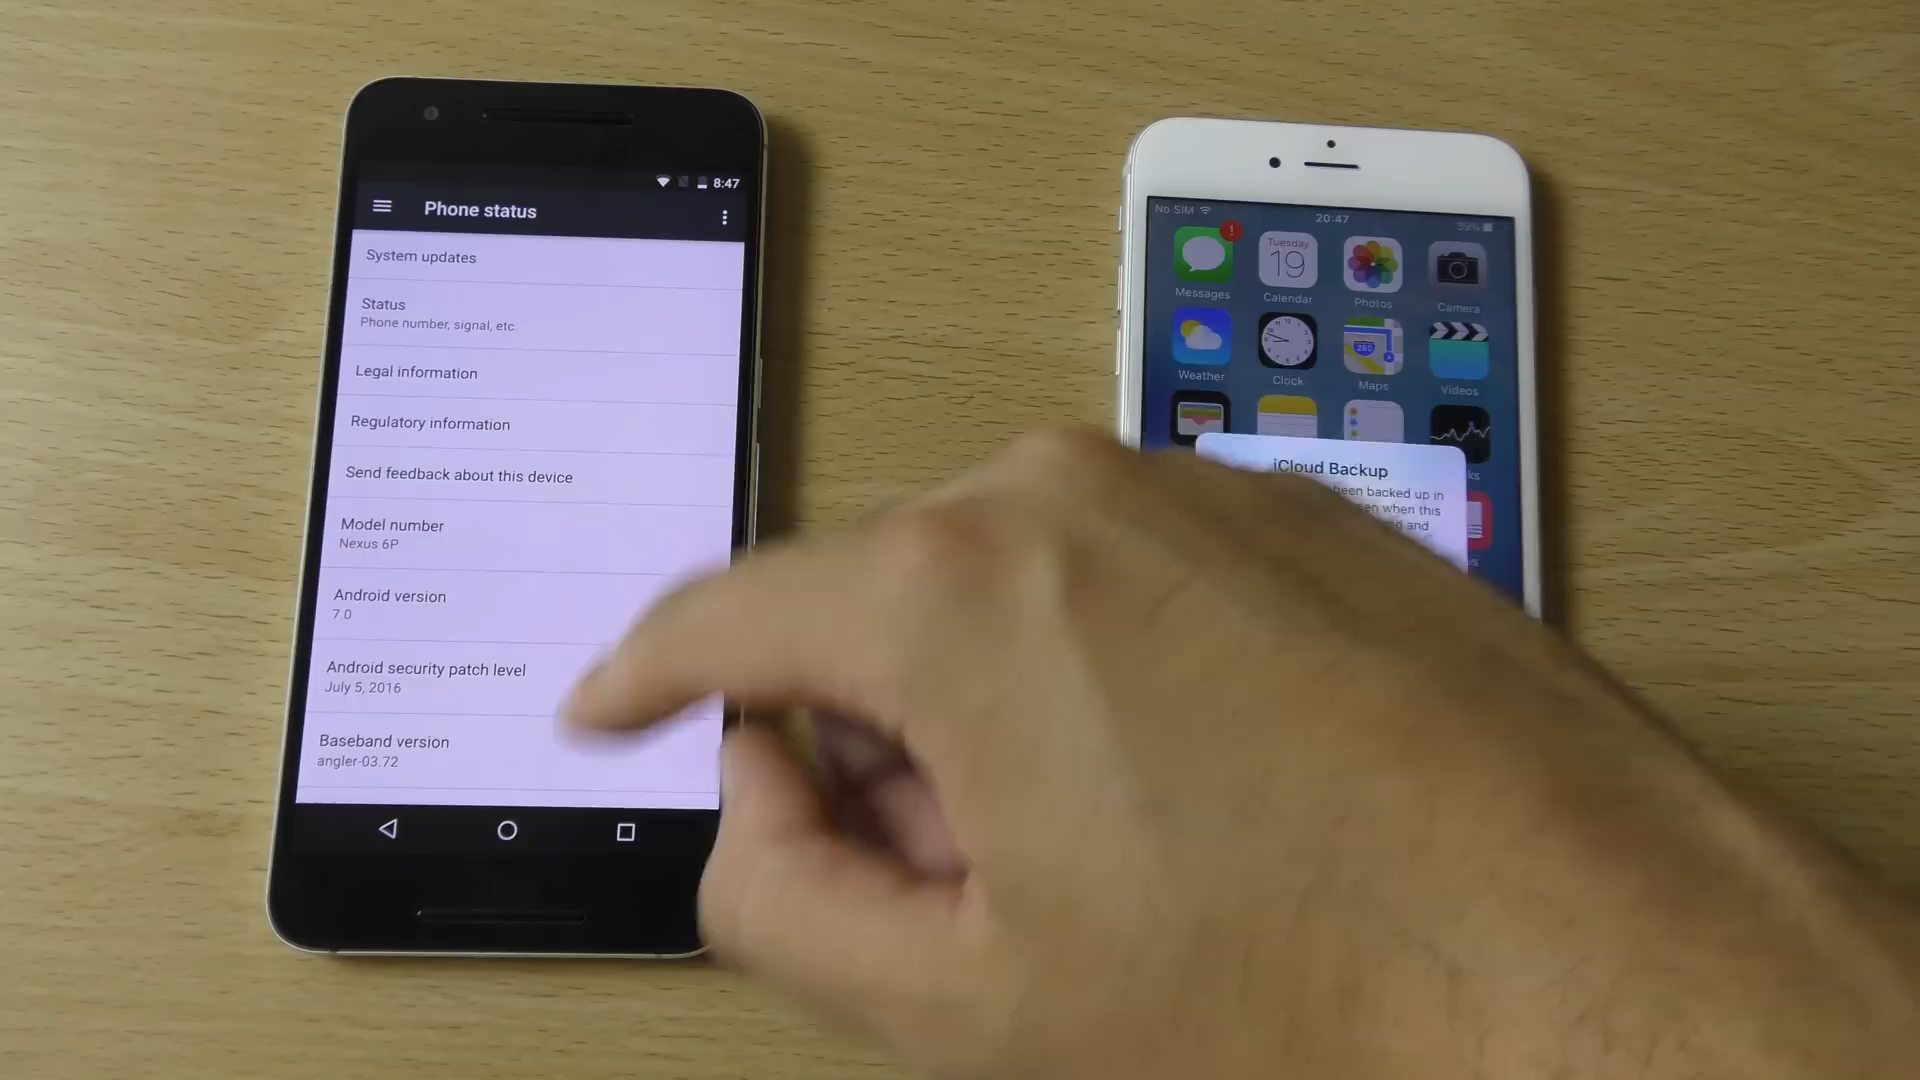 8:47
Phone status
System updates
Status
Phone number, signal, etc.
Legal information
Regulatory information
Send feedback about this device
Model number
Nexus 6P
Android version
7.0
Android security patch level
July 5, 2016
Baseband version
angler-03.72
No SIM
20:47
39%
!
Tuesday
19
Messages
Calendar
Photos
Camera
280
Weather
Clock
Maps
Videos
iCloud Backup
been backed up in
when this
and